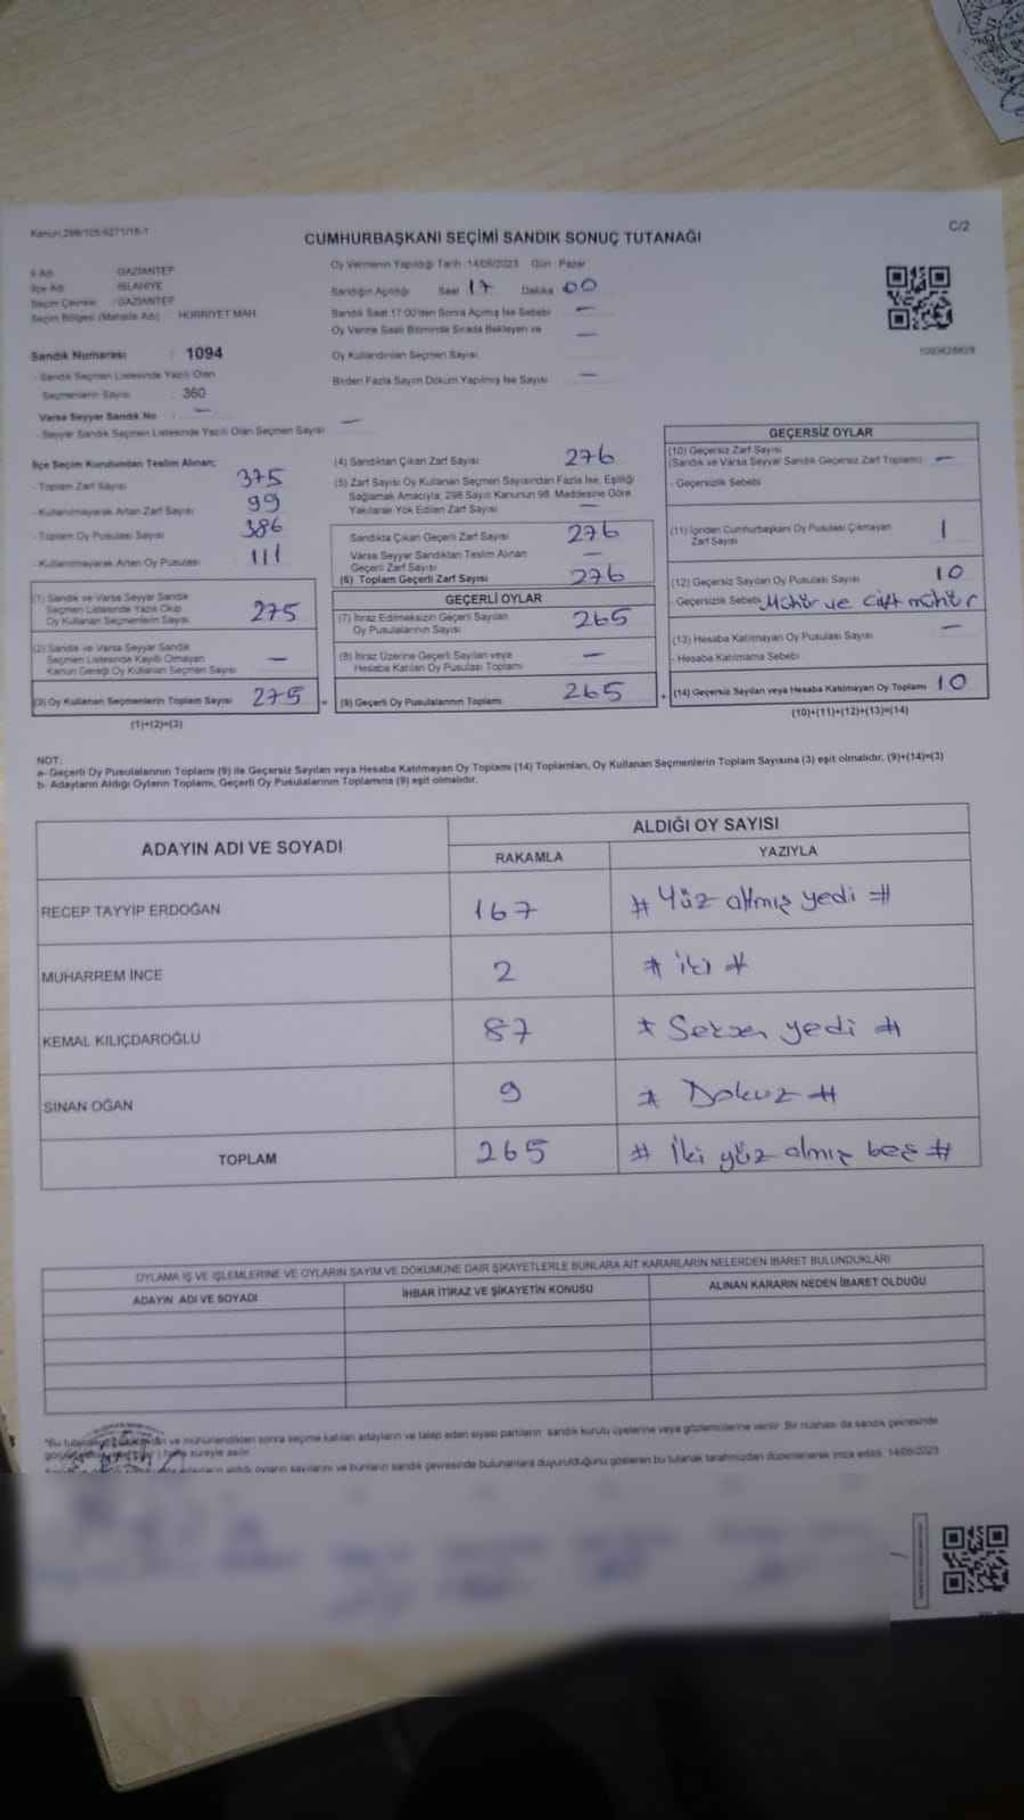 C/2
CUMHURBAŞKANI SEÇİMİ SANDIK SONUÇ TUTANAĞI
İl Adı : GAZİANTEP
İlçe Adı : İSLAHİYE
Seçim Çevresi : GAZİANTEP
Seçim Bölgesi (Mahalle Adı) : HÜRRİYET MAH.
Sandık Numarası : 1094
- Sandık Seçmen Listesinde Yazılı Olan
Seçmenlerin Sayısı : 360
Varsa Seyyar Sandık No : —
- Seyyar Sandık Seçmen Listesinde Yazılı Olan Seçmen Sayısı —
Oy Vermenin Yapıldığı Tarih :14/05/2023 Gün : Pazar
Sandığın Açıldığı Saat 17 Dakika 00
Sandık Saat 17:00'den Sonra Açılmış İse Sebebi —
Oy Verme Saati Bitiminde Sırada Bekleyen ve —
Oy Kullandırılan Seçmen Sayısı
Birden Fazla Sayım Döküm Yapılmış İse Sayısı —
İlçe Seçim Kurulundan Teslim Alınan;
- Toplam Zarf Sayısı 375
- Kullanılmayarak Artan Zarf Sayısı 99
- Toplam Oy Pusulası Sayısı 386
- Kullanılmayarak Artan Oy Pusulası 111
(1) Sandık ve Varsa Seyyar Sandık
Seçmen Listesinde Yazılı Olup
Oy Kullanan Seçmenlerin Sayısı 275
(2) Sandık ve Varsa Seyyar Sandık
Seçmen Listesinde Kayıtlı Olmayan
Kanun Gereği Oy Kullanan Seçmen Sayısı —
(3) Oy Kullanan Seçmenlerin Toplam Sayısı 275
(1)+(2)=(3)
(4) Sandıktan Çıkan Zarf Sayısı 276
(5) Zarf Sayısı Oy Kullanan Seçmen Sayısından Fazla İse, Eşitliği
Sağlamak Amacıyla, 298 Sayılı Kanunun 98. Maddesine Göre
Yakılarak Yok Edilen Zarf Sayısı —
Sandıkta Çıkan Geçerli Zarf Sayısı 276
Varsa Seyyar Sandıktan Teslim Alınan
Geçerli Zarf Sayısı —
(6) Toplam Geçerli Zarf Sayısı 276
GEÇERLİ OYLAR
(7) İtiraz Edilmeksizin Geçerli Sayılan
Oy Pusulalarının Sayısı 265
(8) İtiraz Üzerine Geçerli Sayılan veya
Hesaba Katılan Oy Pusulası Toplamı —
(9) Geçerli Oy Pusulalarının Toplamı 265
GEÇERSİZ OYLAR
(10) Geçersiz Zarf Sayısı
(Sandık ve Varsa Seyyar Sandık Geçersiz Zarf Toplamı) —
- Geçersizlik Sebebi
(11) İçinden Cumhurbaşkanı Oy Pusulası Çıkmayan
Zarf Sayısı 1
(12) Geçersiz Sayılan Oy Pusulası Sayısı 10
- Geçersizlik Sebebi Mühür ve Çift mühür
(13) Hesaba Katılmayan Oy Pusulası Sayısı —
- Hesaba Katılmama Sebebi
(14) Geçersiz Sayılan veya Hesaba Katılmayan Oy Toplamı 10
(10)+(11)+(12)+(13)=(14)
NOT:
a- Geçerli Oy Pusulalarının Toplamı (9) ile Geçersiz Sayılan veya Hesaba Katılmayan Oy Toplamı (14) Toplamları, Oy Kullanan Seçmenlerin Toplam Sayısına (3) eşit olmalıdır. (9)+(14)=(3)
b- Adayların Aldığı Oyların Toplamı, Geçerli Oy Pusulalarının Toplamına (9) eşit olmalıdır.
ADAYIN ADI VE SOYADI
ALDIĞI OY SAYISI
RAKAMLA YAZIYLA
RECEP TAYYİP ERDOĞAN 167 # Yüz altmış yedi #
MUHARREM İNCE 2 # iki #
KEMAL KILIÇDAROĞLU 87 # Seksen yedi #
SİNAN OĞAN 9 # Dokuz #
TOPLAM 265 # İki yüz almış beş #
OYLAMA İŞ VE İŞLEMLERİNE VE OYLARIN SAYIM VE DÖKÜMÜNE DAİR ŞİKAYETLERLE BUNLARA AİT KARARLARIN NELERDEN İBARET BULUNDUKLARI
ADAYIN ADI VE SOYADI İHBAR İTİRAZ VE ŞİKAYETİN KONUSU ALINAN KARARIN NEDEN İBARET OLDUĞU
ve mühürlendikten sonra seçime katılan adayların ve talep eden siyasi partilerin sandık kurulu üyelerine veya gözlemcilerine verilir. Bir nüshası da sandık çevresinde
süreyle asılır.
aldığı oyların sayılarını ve bunların sandık çevresinde bulunanlara duyurulduğunu gösteren bu tutanak tarafımızdan düzenlenerek imza edildi. 14/05/2023